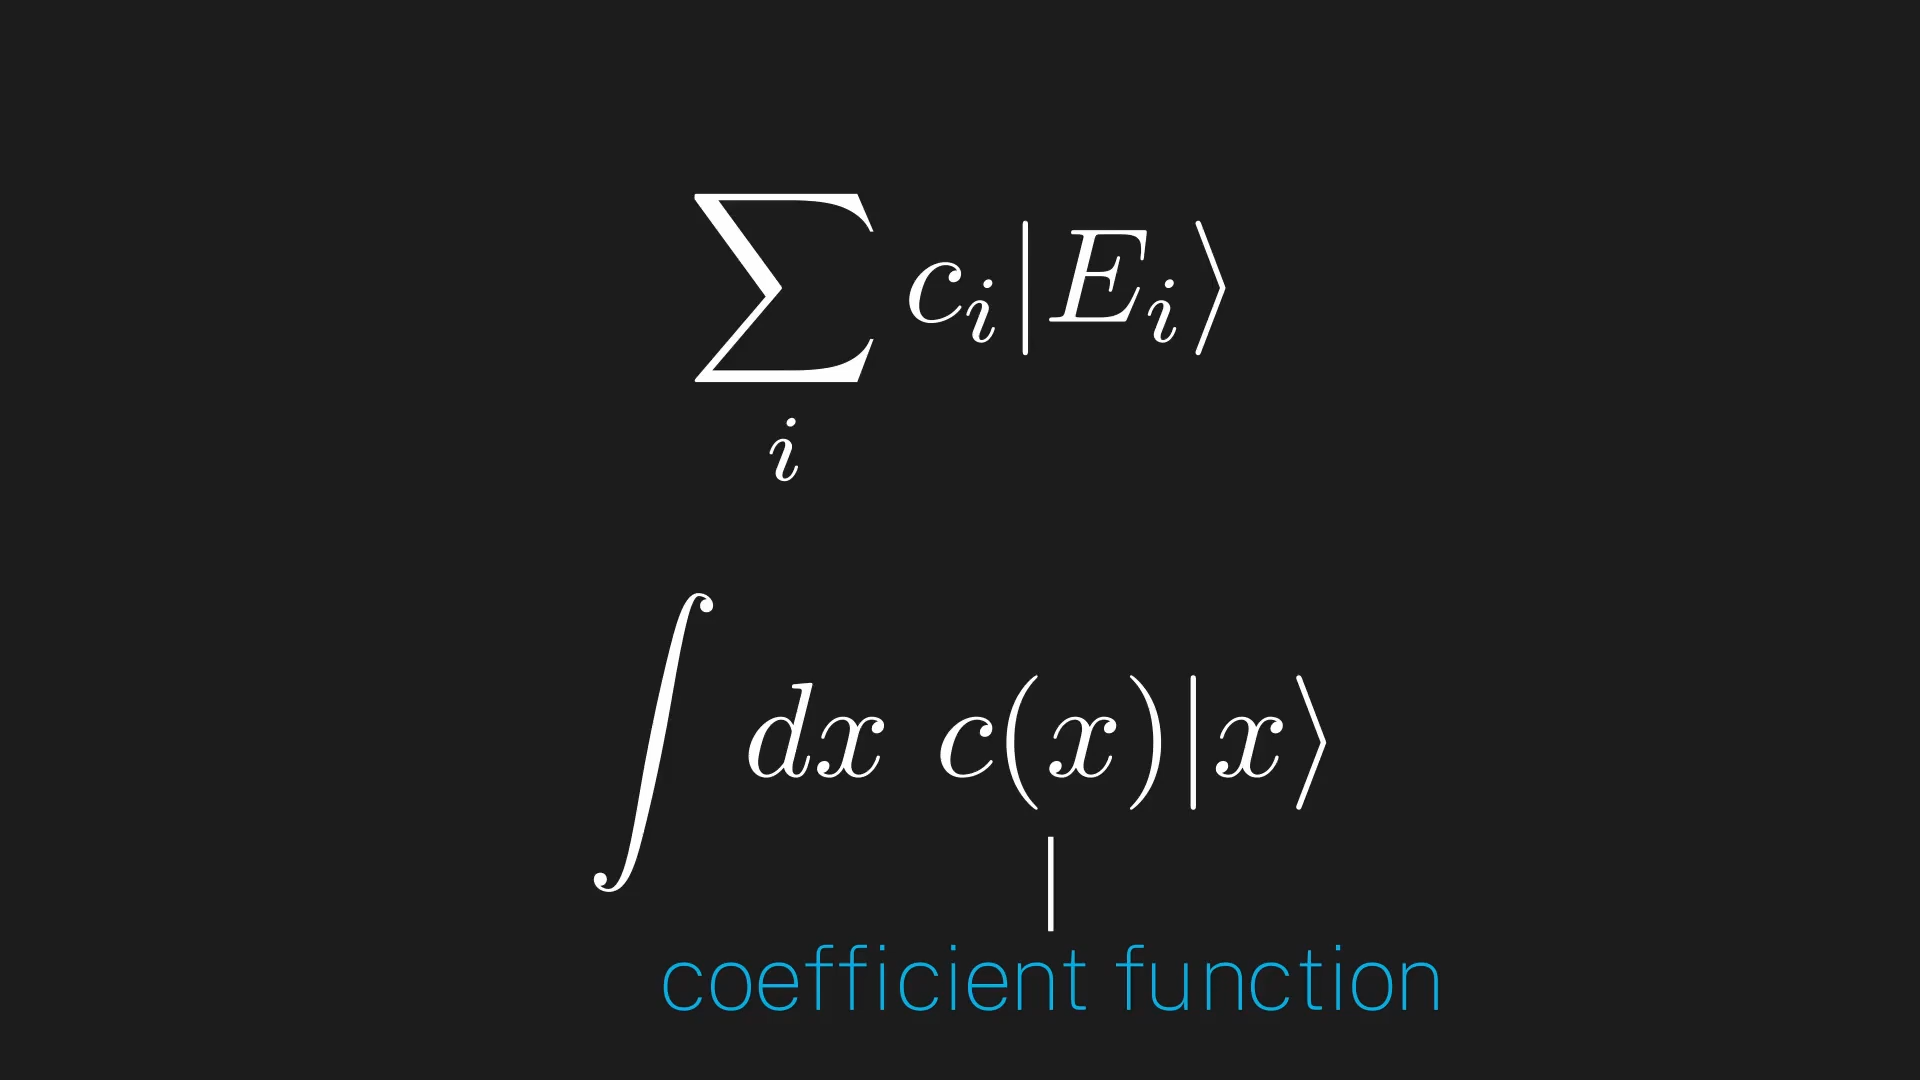 ∑ᵢ cᵢ|Eᵢ⟩
∫ dx c(x)|x⟩
coefficient function